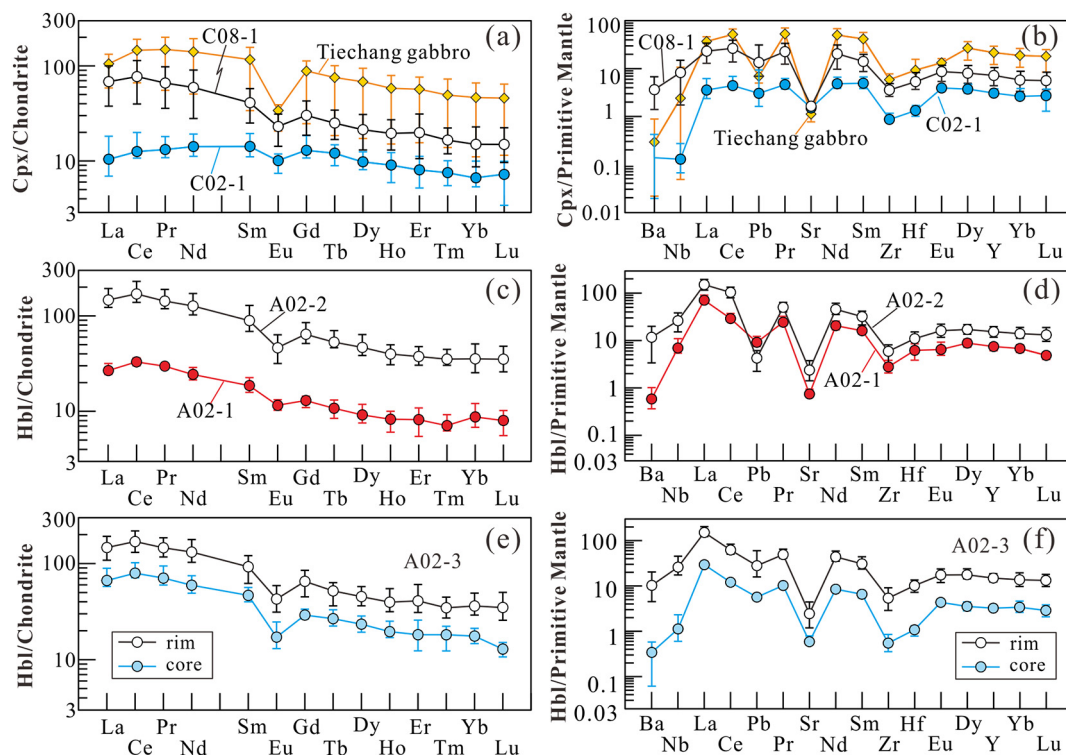 Cpx/Chondrite
300
100
10
3
(a)
C08-1
Tiechang gabbro
C02-1
La Ce Pr Nd Sm Eu Gd Tb Dy Ho Er Tm Yb Lu
Cpx/Primitive Mantle
100
10
1
0.1
0.01
(b)
C08-1
Tiechang gabbro
C02-1
Ba Nb La Ce Pb Pr Sr Nd Sm Zr Hf Eu Dy Y Yb Lu
Hbl/Chondrite
300
100
10
3
(c)
A02-2
A02-1
La Ce Pr Nd Sm Eu Gd Tb Dy Ho Er Tm Yb Lu
Hbl/Primitive Mantle
100
10
1
0.1
0.03
(d)
A02-2
A02-1
Ba Nb La Ce Pb Pr Sr Nd Sm Zr Hf Eu Dy Y Yb Lu
Hbl/Chondrite
300
100
10
3
(e)
A02-3
rim
core
La Ce Pr Nd Sm Eu Gd Tb Dy Ho Er Tm Yb Lu
Hbl/Primitive Mantle
100
10
1
0.1
0.03
(f)
A02-3
rim
core
Ba Nb La Ce Pb Pr Sr Nd Sm Zr Hf Eu Dy Y Yb Lu